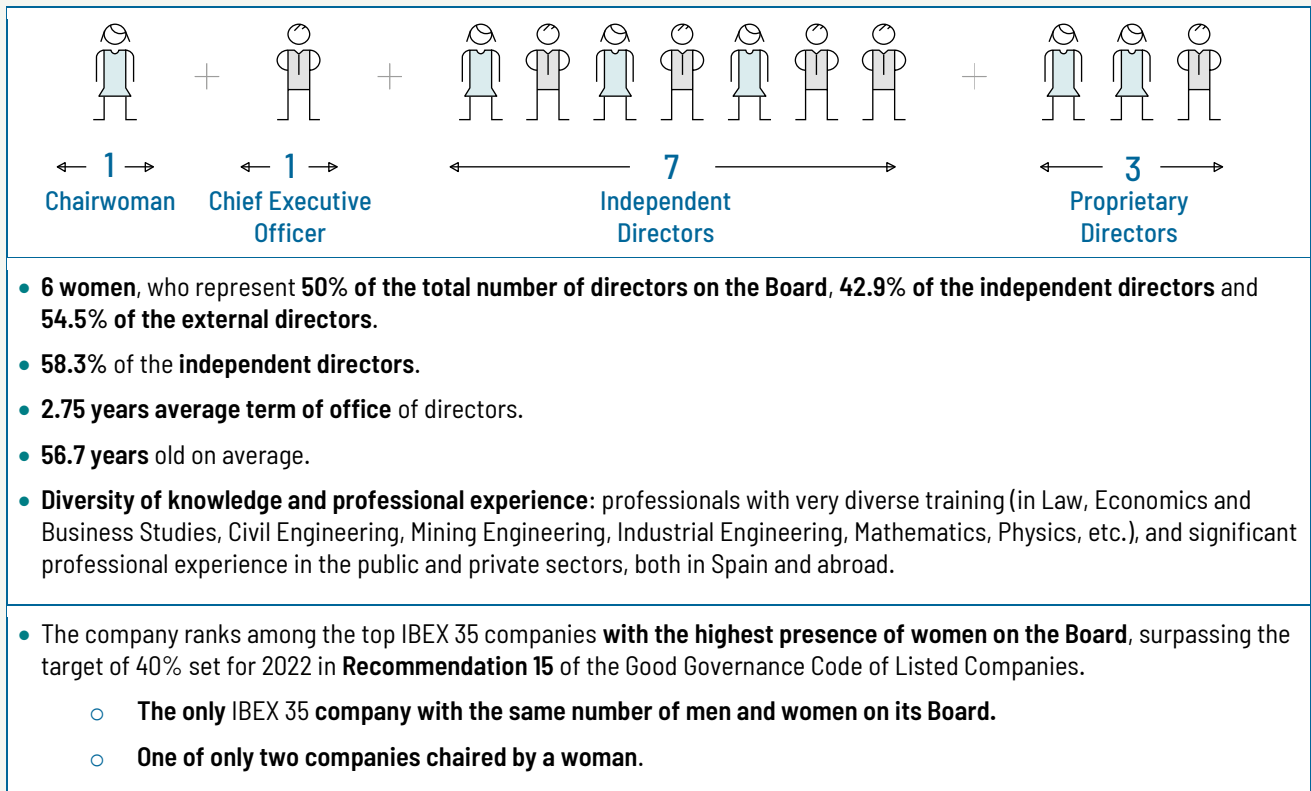 1
Chairwoman
1
Chief Executive
Officer
7
Independent
Directors
3
Proprietary
Directors
• 6 women, who represent 50% of the total number of directors on the Board, 42.9% of the independent directors and
54.5% of the external directors.
• 58.3% of the independent directors.
• 2.75 years average term of office of directors.
• 56.7 years old on average.
• Diversity of knowledge and professional experience: professionals with very diverse training (in Law, Economics and
Business Studies, Civil Engineering, Mining Engineering, Industrial Engineering, Mathematics, Physics, etc.), and significant
professional experience in the public and private sectors, both in Spain and abroad.
• The company ranks among the top IBEX 35 companies with the highest presence of women on the Board, surpassing the
target of 40% set for 2022 in Recommendation 15 of the Good Governance Code of Listed Companies.
○ The only IBEX 35 company with the same number of men and women on its Board.
○ One of only two companies chaired by a woman.